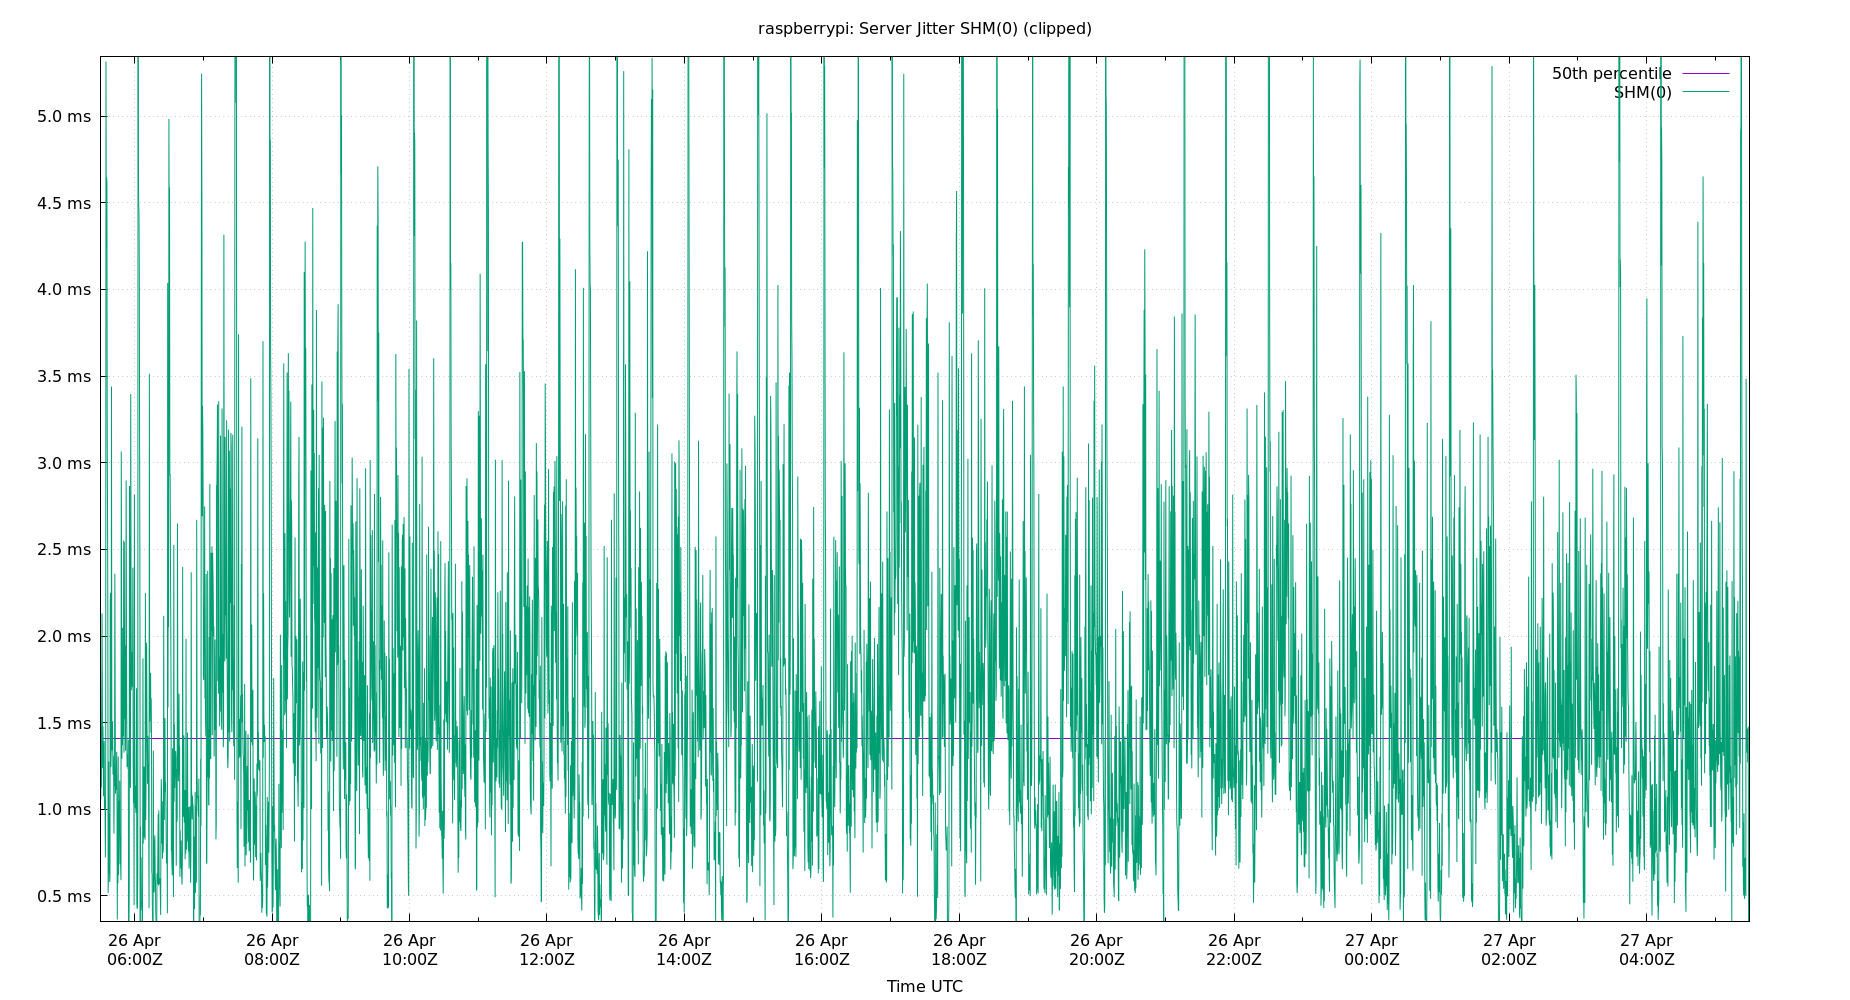 raspberrypi: Server Jitter SHM(0) (clipped)
50th percentile
SHM(0)
5.0 ms
4.5 ms
4.0 ms
3.5 ms
3.0 ms
2.5 ms
2.0 ms
1.5 ms
1.0 ms
0.5 ms
26 Apr 26 Apr 26 Apr 26 Apr 26 Apr 26 Apr 26 Apr 26 Apr 26 Apr 27 Apr 27 Apr 27 Apr
06:00Z 08:00Z 10:00Z 12:00Z 14:00Z 16:00Z 18:00Z 20:00Z 22:00Z 00:00Z 02:00Z 04:00Z
Time UTC